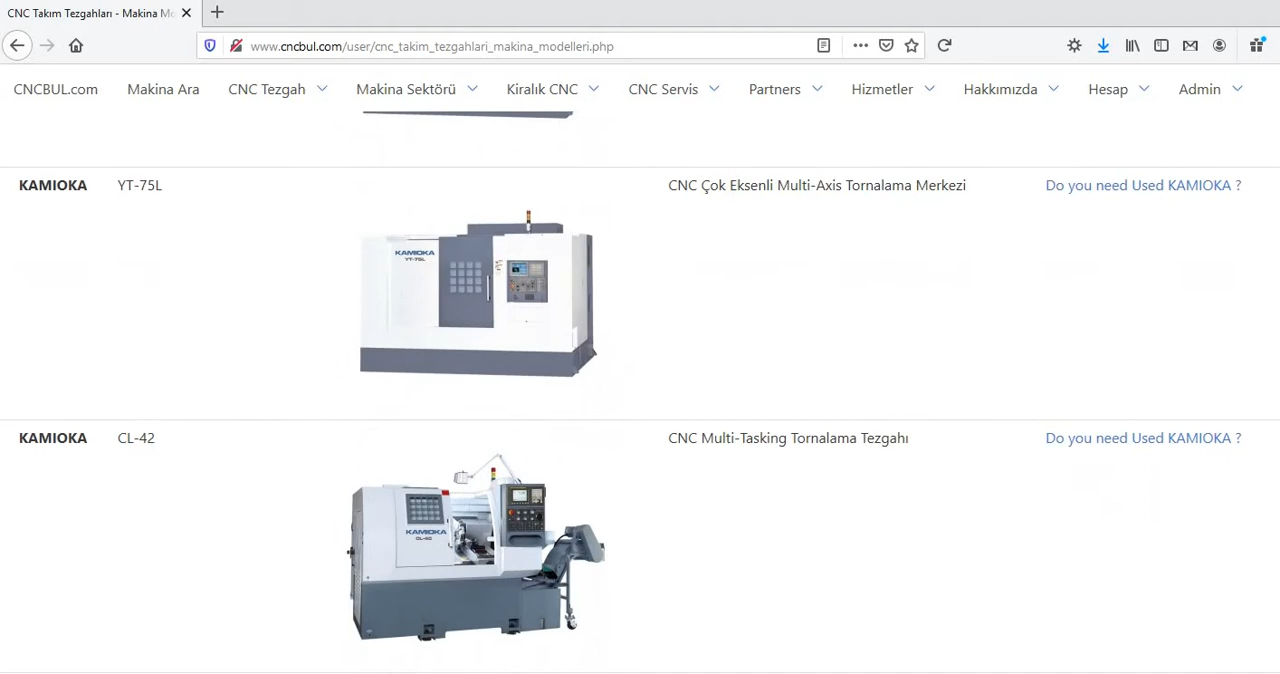 CNC Takım Tezgahları - Makina Mo
www.cncbul.com/user/cnc_takim_tezgahlari_makina_modelleri.php
CNCBUL.com Makina Ara CNC Tezgah Makina Sektörü Kiralık CNC CNC Servis Partners Hizmetler Hakkımızda Hesap Admin
KAMIOKA YT-75L CNC Çok Eksenli Multi-Axis Tornalama Merkezi Do you need Used KAMIOKA ?
KAMIOKA
YT-75L
KAMIOKA CL-42 CNC Multi-Tasking Tornalama Tezgahı Do you need Used KAMIOKA ?
KAMIOKA